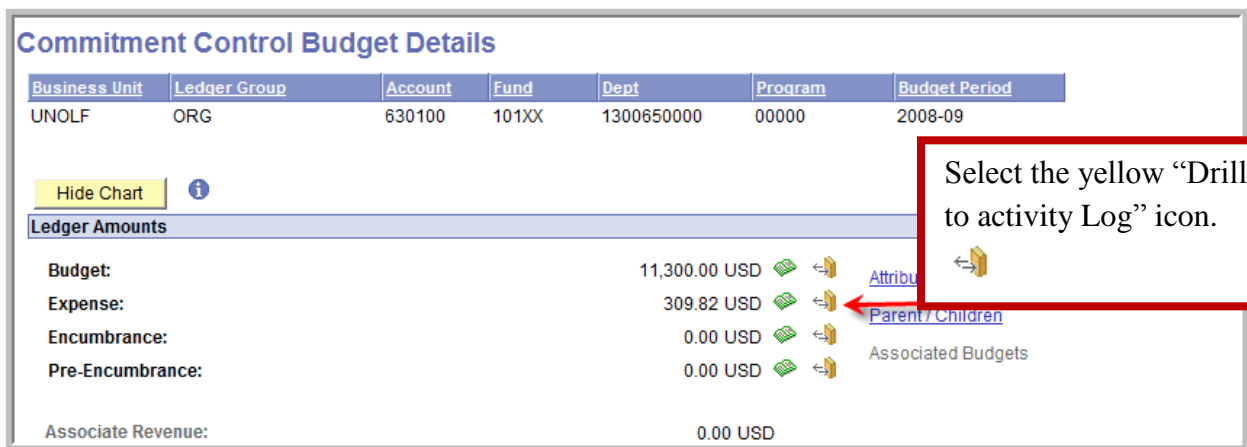 Commitment Control Budget Details
Business Unit Ledger Group Account Fund Dept Program Budget Period
UNOLF ORG 630100 101XX 1300650000 00000 2008-09
Select the yellow “Drill
to activity Log” icon.
Hide Chart
Ledger Amounts
Budget: 11,300.00 USD Attribu
Expense: 309.82 USD
Parent / Children
Encumbrance: 0.00 USD
Associated Budgets
Pre-Encumbrance: 0.00 USD
Associate Revenue: 0.00 USD